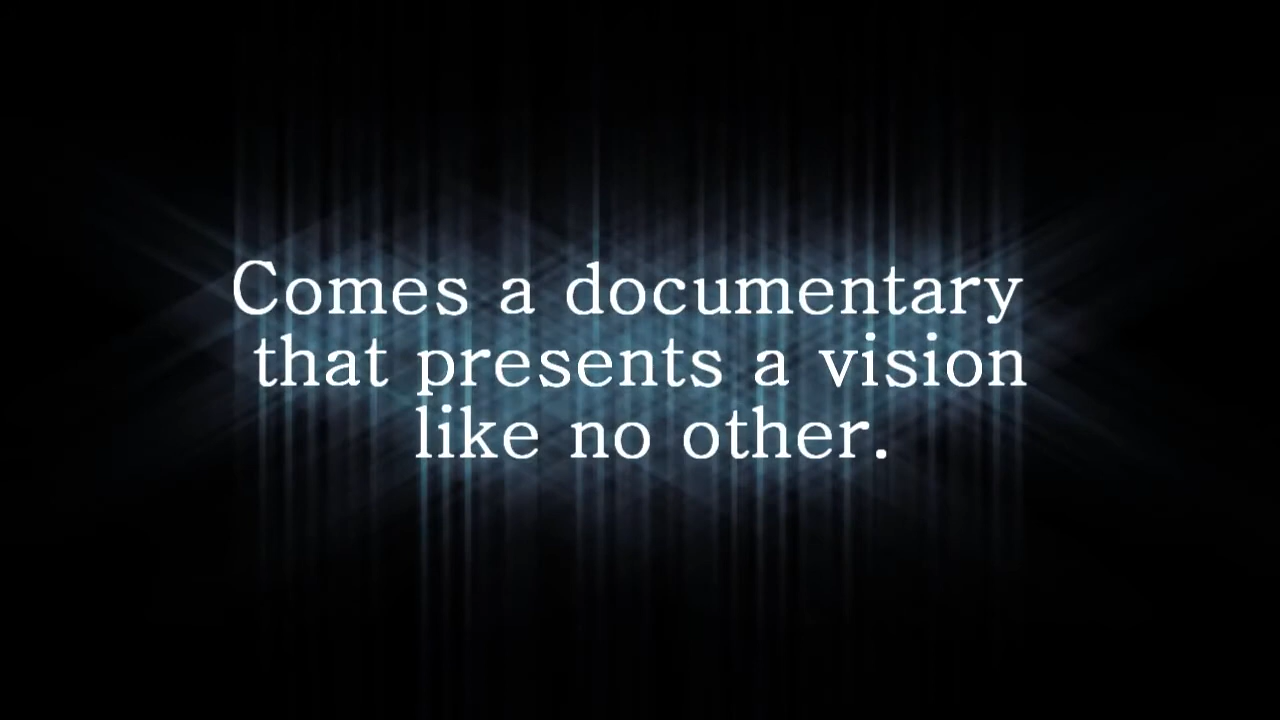 Comes a documentary
that presents a vision
like no other.